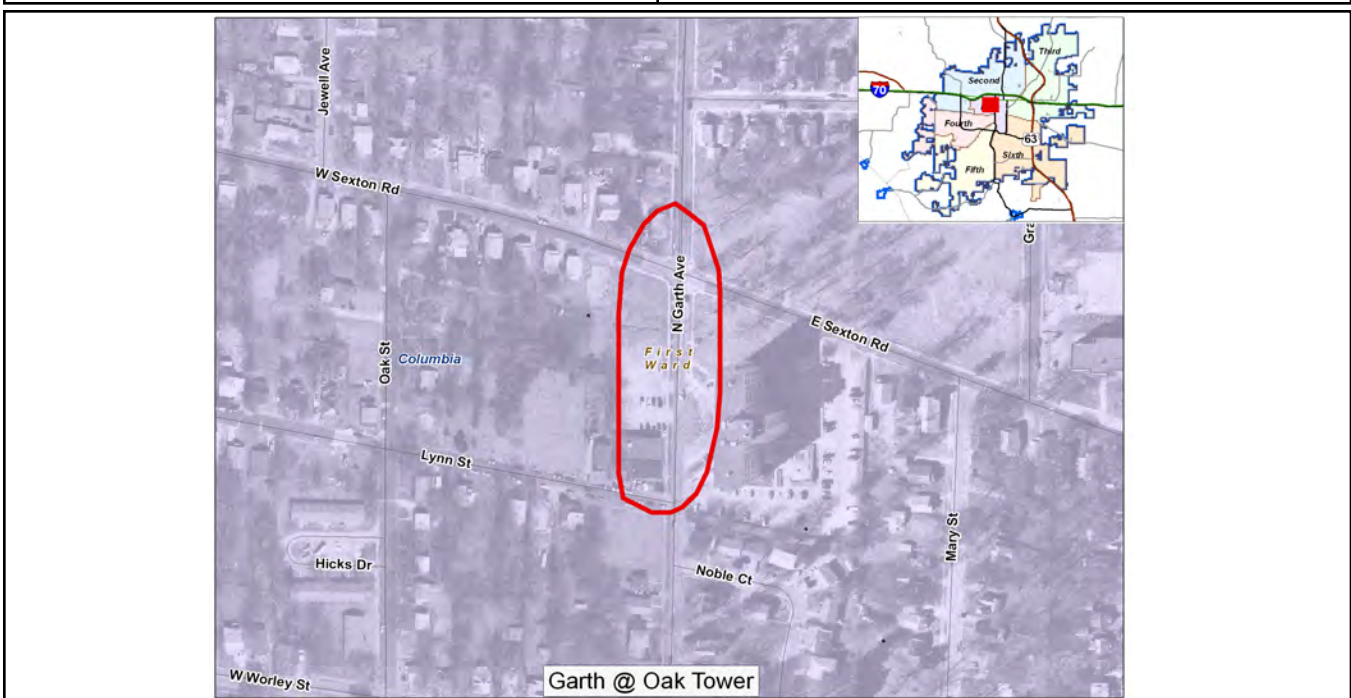 Jewell Ave
W Sexton Rd
Third
Second
70
Fourth
63
Sixth
Fifth
Gra
N Garth Ave
E Sexton Rd
First
Ward
Columbia
Oak St
Lynn St
Mary St
Hicks Dr
Noble Ct
W Worley St
Garth @ Oak Tower